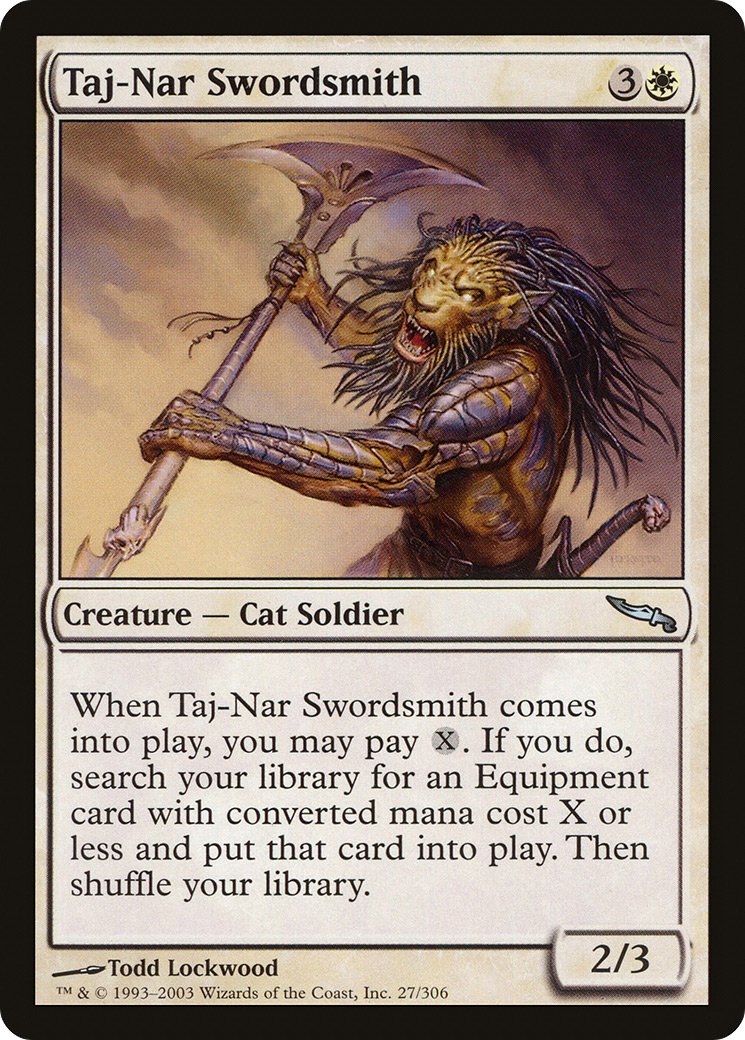 Taj-Nar Swordsmith
3
Creature — Cat Soldier
When Taj-Nar Swordsmith comes
into play, you may pay X. If you do,
search your library for an Equipment
card with converted mana cost X or
less and put that card into play. Then
shuffle your library.
2/3
Todd Lockwood
™ & © 1993–2003 Wizards of the Coast, Inc. 27/306